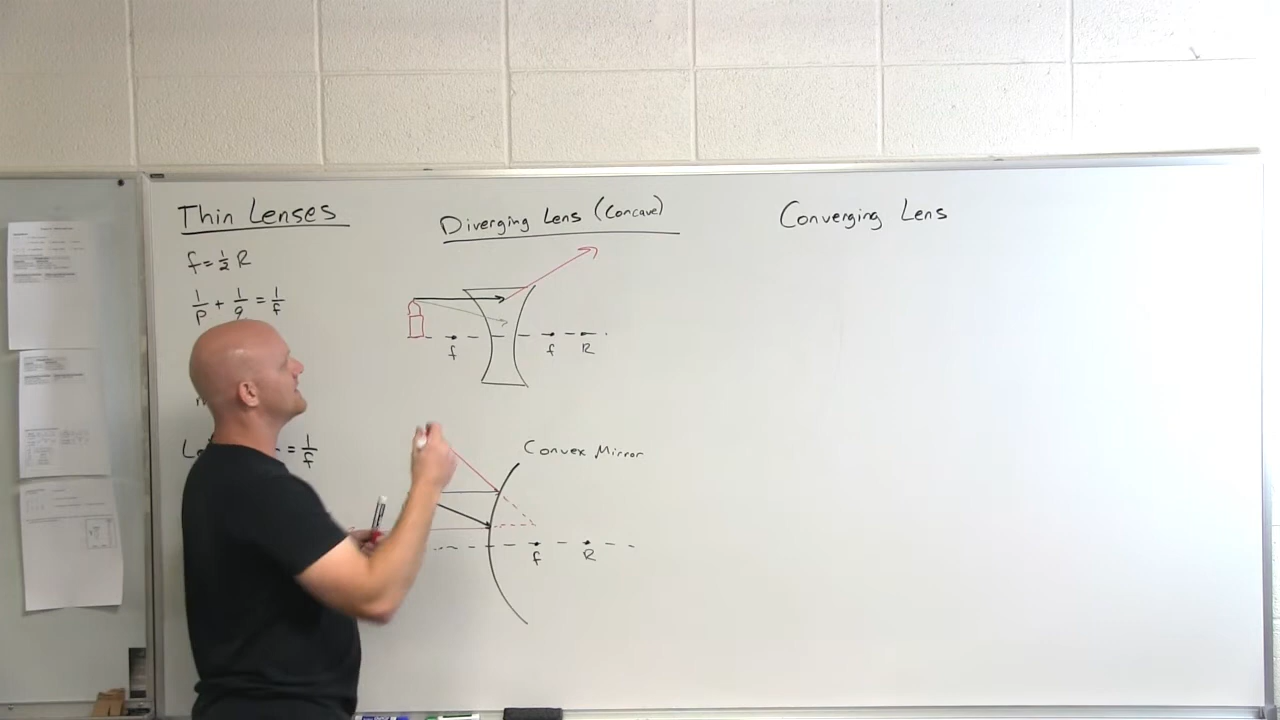 Thin Lenses
f = 1/2 R
1/p + 1/q = 1/f
= 1/f
Diverging Lens (Concave)
f f R
Convex Mirror
f R
Converging Lens